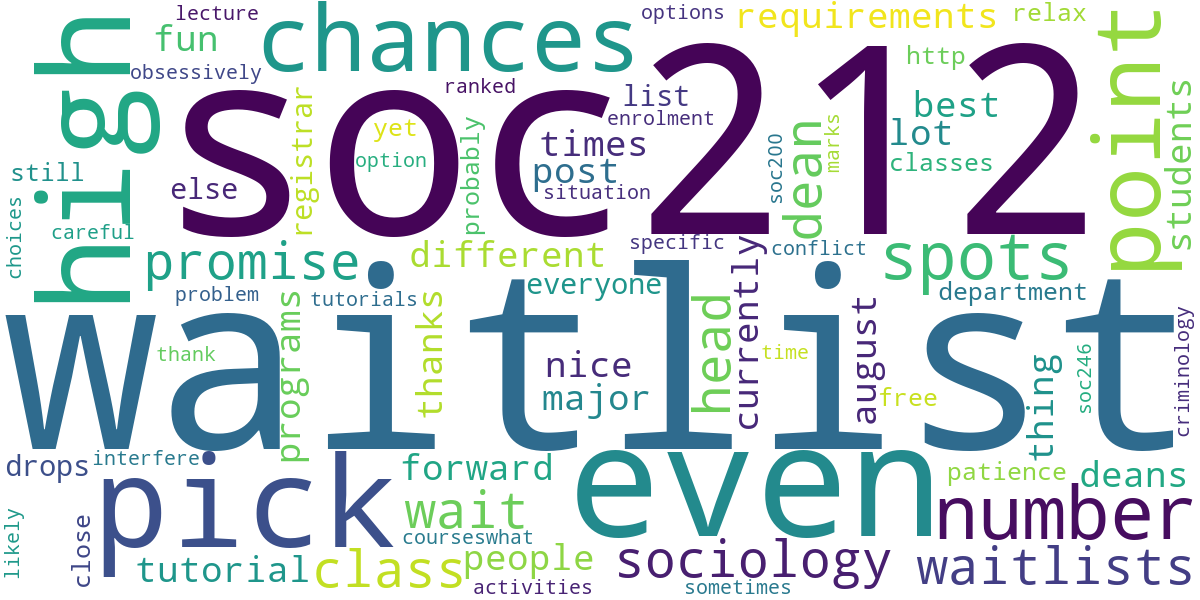 lecture
options
requirements
relax
fun
chances
high
point
obsessively
ranked
http
soc212
registrar
yet
option
probably
list
enrolment
times
post
situation
soc200
dean
marks
best
lot
classes
students
still
else
choices
careful
promise
different
specific
currently
conflict
spots
everyone
department
problem
tutorials
waitlist
programs
thanks
thank
nice
major
head
time
august
free
thing
soc246
criminology
drops
interfere
pick
forward
even
patience
deans
wait
number
courseswhat
likely
close
tutorial
class
people
sociology
waitlists
activities
sometimes